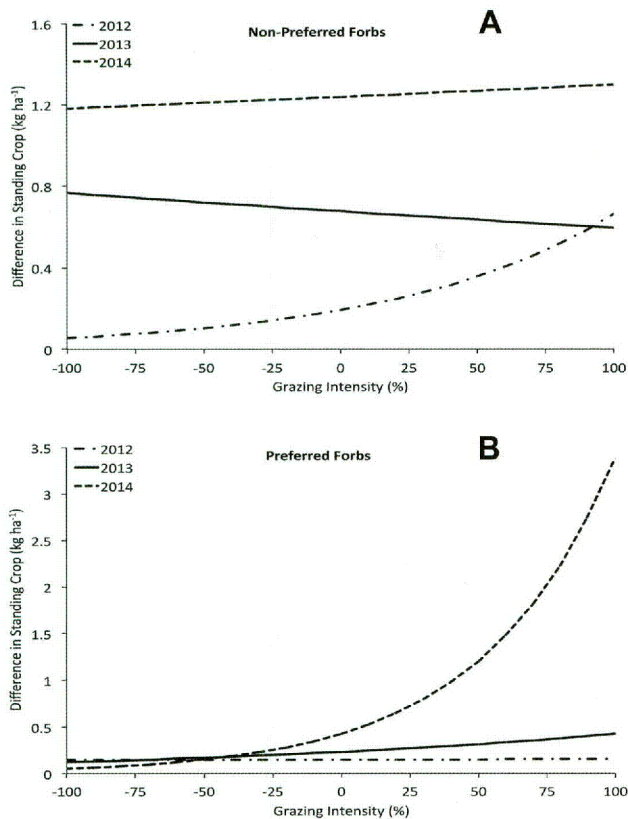 2012
2013
2014
Non-Preferred Forbs
A
Difference in Standing Crop (kg ha⁻¹)
1.6
1.2
0.8
0.4
0
-100 -75 -50 -25 0 25 50 75 100
Grazing Intensity (%)
2012
2013
2014
Preferred Forbs
B
Difference in Standing Crop (kg ha⁻¹)
3.5
3
2.5
2
1.5
1
0.5
0
-100 -75 -50 -25 0 25 50 75 100
Grazing Intensity (%)